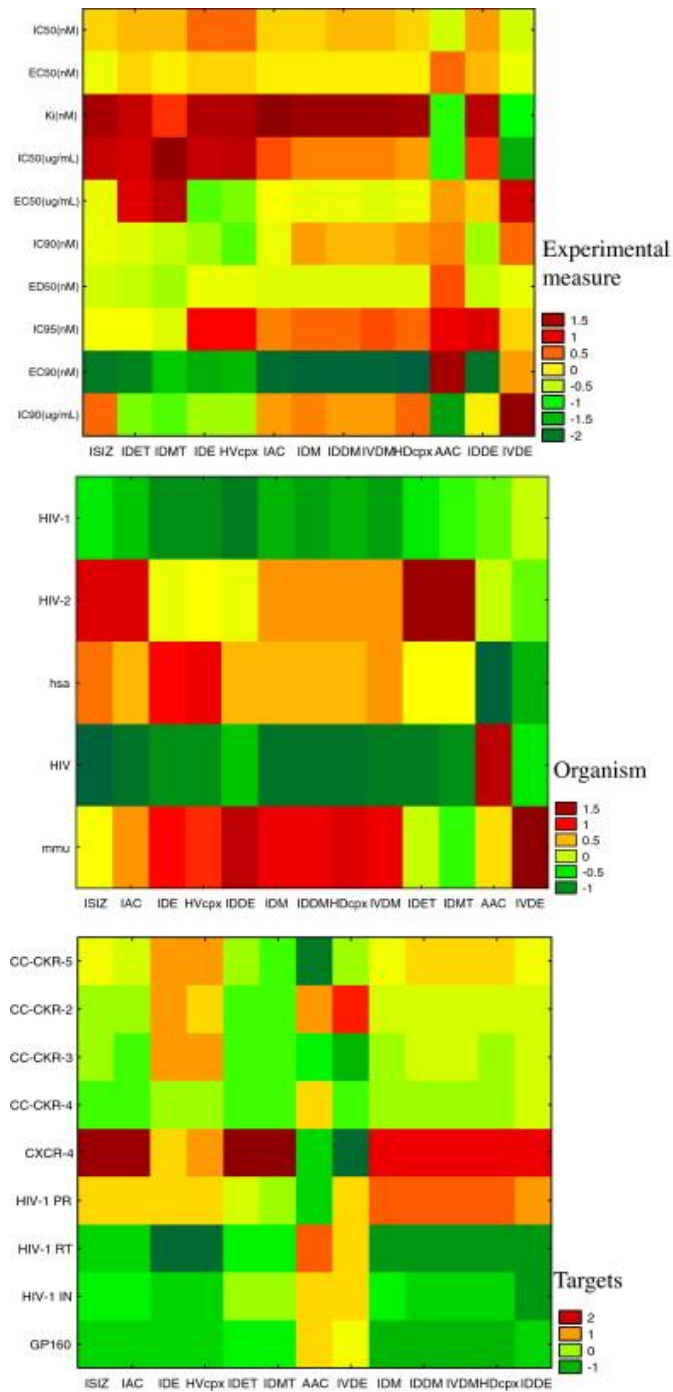 IC50(nM)
EC50(nM)
Ki(nM)
IC50(ug/mL)
EC50(ug/mL)
IC90(nM)
ED50(nM)
IC95(nM)
EC90(nM)
IC90(ug/mL)
ISIZ IDET IDMT IDE HVcpx IAC IDM IDDM IVDM HDcpx AAC IDDE IVDE
Experimental
measure
1.5
1
0.5
0
-0.5
-1
-1.5
-2
HIV-1
HIV-2
hsa
HIV
mmu
ISIZ IAC IDE HVcpx IDDE IDM IDDM HDcpx IVDM IDET IDMT AAC IVDE
Organism
1.5
1
0.5
0
-0.5
-1
CC-CKR-5
CC-CKR-2
CC-CKR-3
CC-CKR-4
CXCR-4
HIV-1 PR
HIV-1 RT
HIV-1 IN
GP160
ISIZ IAC IDE HVcpx IDET IDMT AAC IVDE IDM IDDM IVDM HDcpx IDDE
Targets
2
1
0
-1